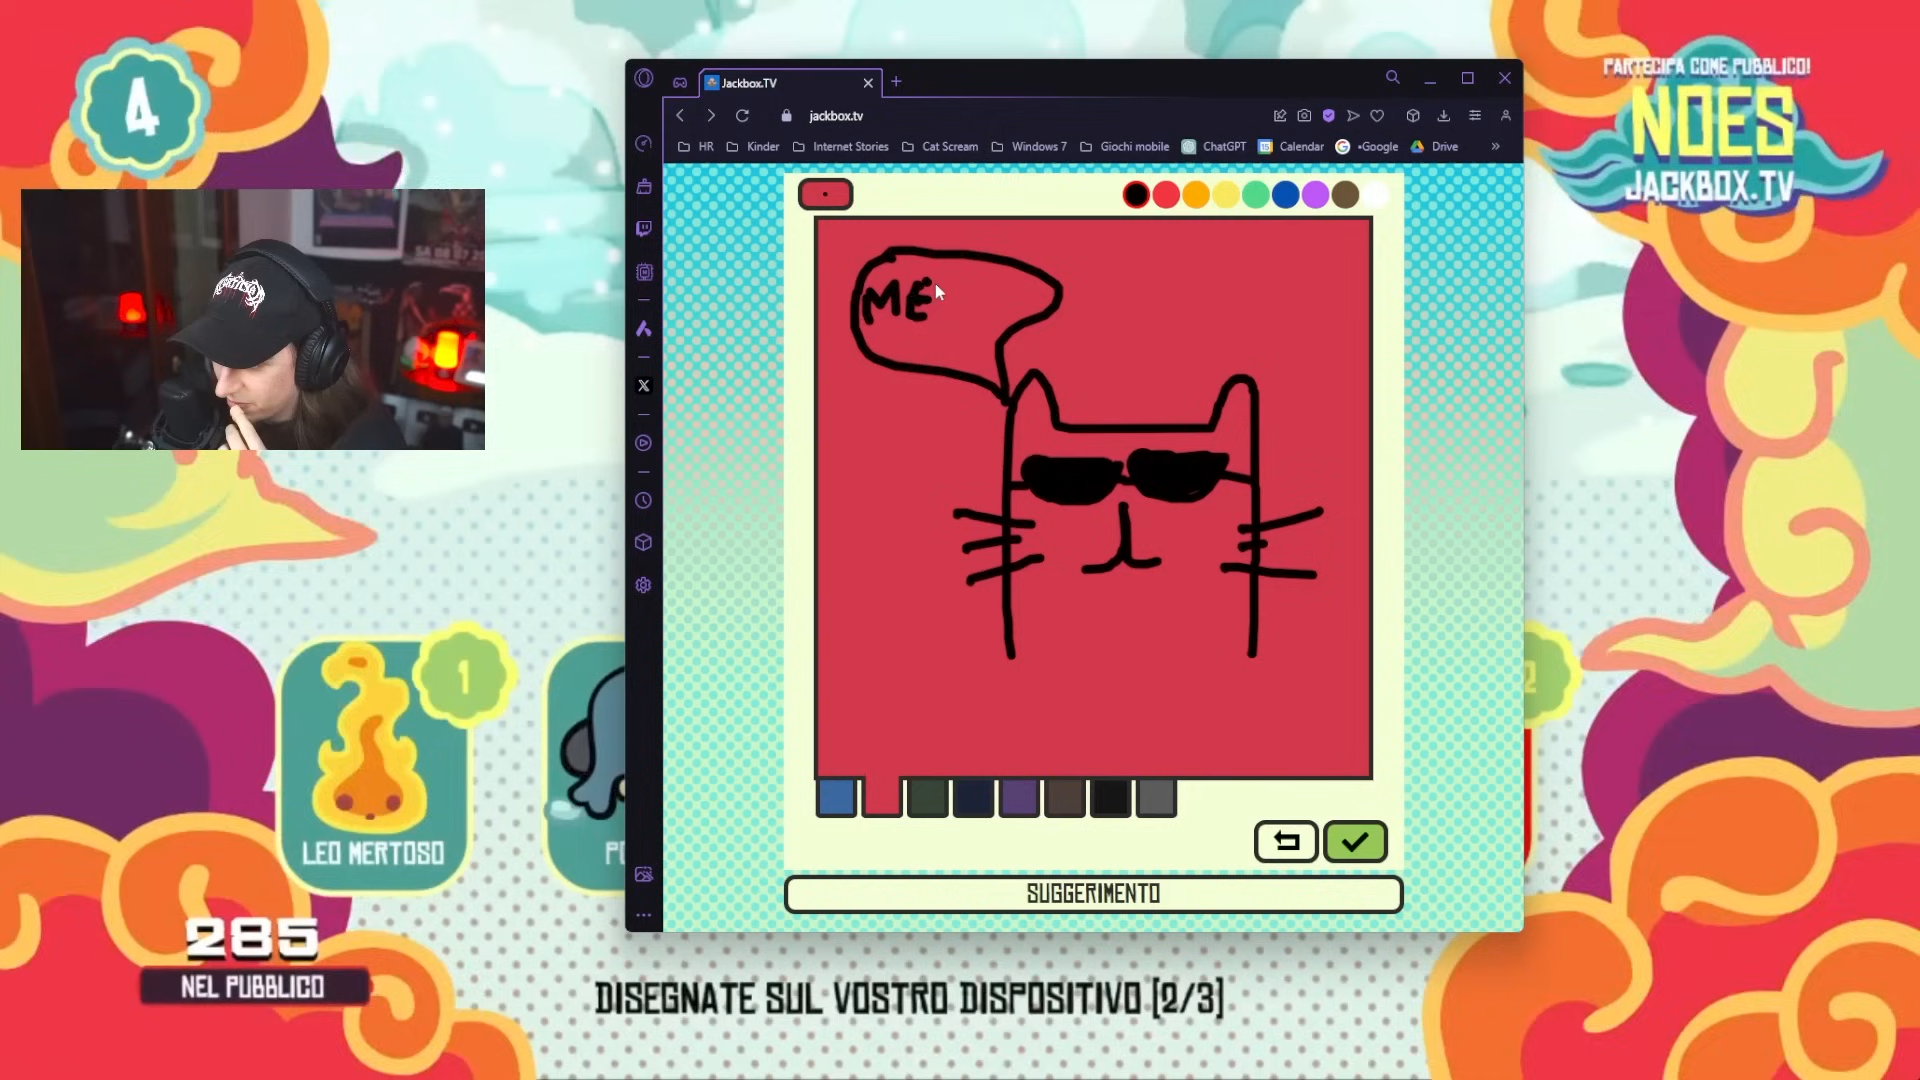 4
PARTECIPA COME PUBBLICO!
NOES
JACKBOX.TV
Jackbox.TV
jackbox.tv
HR
Kinder
Internet Stories
Cat Scream
Windows 7
Giochi mobile
ChatGPT
Calendar
•Google
Drive
ME
1
LEO MERTOSO
2
SUGGERIMENTO
285
NEL PUBBLICO
DISEGNATE SUL VOSTRO DISPOSITIVO [2/3]